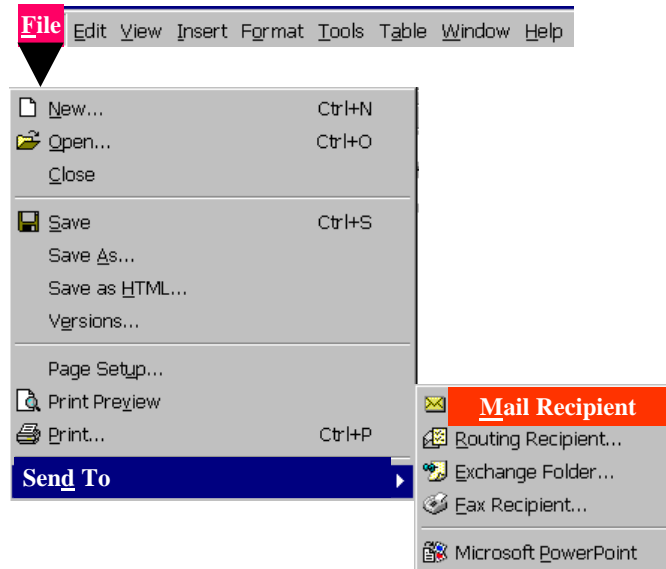 File Edit View Insert Format Tools Table Window Help
New... Ctrl+N
Open... Ctrl+O
Close
Save Ctrl+S
Save As...
Save as HTML...
Versions...
Page Setup...
Print Preview
Print... Ctrl+P
Send To
Mail Recipient
Routing Recipient...
Exchange Folder...
Fax Recipient...
Microsoft PowerPoint